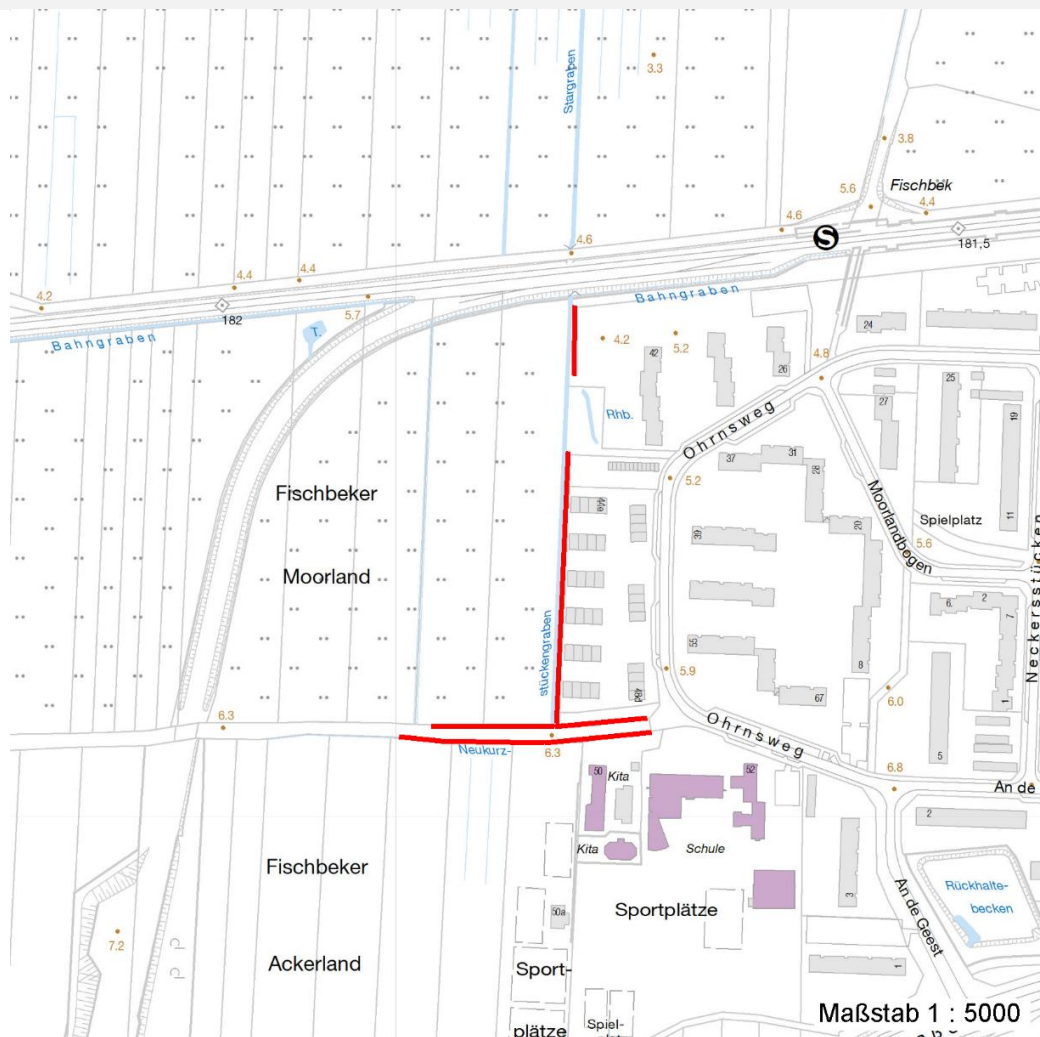 Stargraben
3.3
3.8
Fischbek
5.6
4.4
4.6
S
181,5
4.6
4.4
4.4
4.2
182
5.7
Bahngraben
Bahngraben
T.
24
4.2
5.2
42
26
4.8
25
27
19
Rhb.
Ohrnsweg
37
31
28
5.2
Fischbeker
Moorland
44a
39
20
Moorlandbogen
Spielplatz
11
5.6
Neckersstücken
6
2
7
stückengraben
55
8
5.9
48d
67
6.0
1
5
6.3
Ohrnsweg
Neukurz-
6.3
6.8
An de
50
Kita
52
2
Kita
Schule
3
Fischbeker
Ackerland
7.2
50a
Sportplätze
An de Geest
Rückhalte-
becken
1
Sport-
plätze
Spiel-
Maßstab 1 : 5000